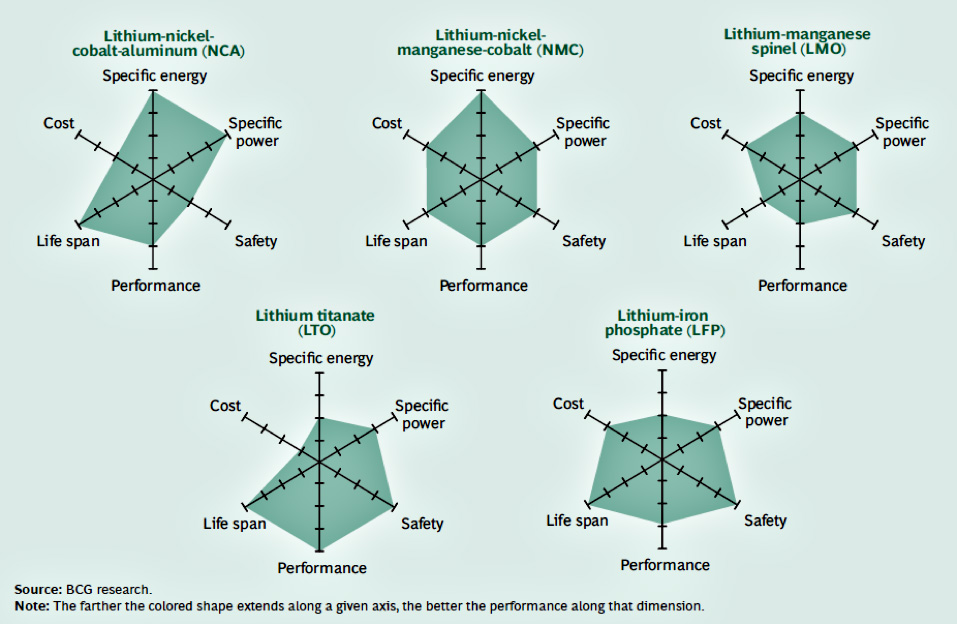 Lithium-nickel-
cobalt-aluminum (NCA)
Specific energy
Cost
Specific
power
Life span
Safety
Performance
Lithium-nickel-
manganese-cobalt (NMC)
Specific energy
Cost
Specific
power
Life span
Safety
Performance
Lithium-manganese
spinel (LMO)
Specific energy
Cost
Specific
power
Life span
Safety
Performance
Lithium titanate
(LTO)
Specific energy
Cost
Specific
power
Life span
Safety
Performance
Lithium-iron
phosphate (LFP)
Specific energy
Cost
Specific
power
Life span
Safety
Performance
Source: BCG research.
Note: The farther the colored shape extends along a given axis, the better the performance along that dimension.